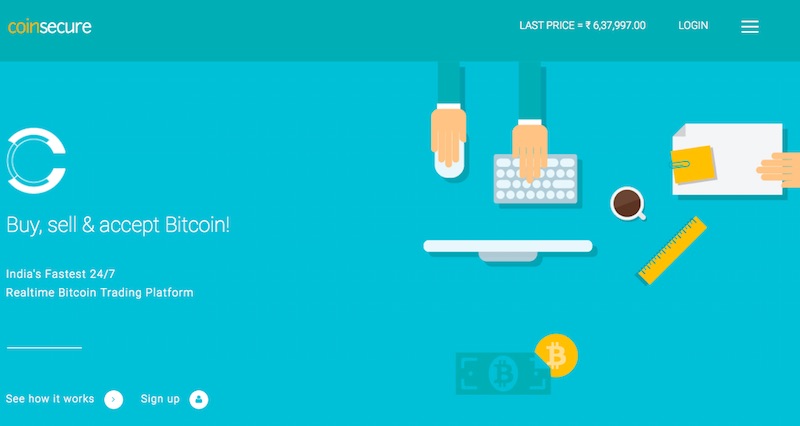 coinsecure
LAST PRICE = ₹ 6,37,997.00
LOGIN
Buy, sell & accept Bitcoin!
India's Fastest 24/7
Realtime Bitcoin Trading Platform
See how it works
Sign up